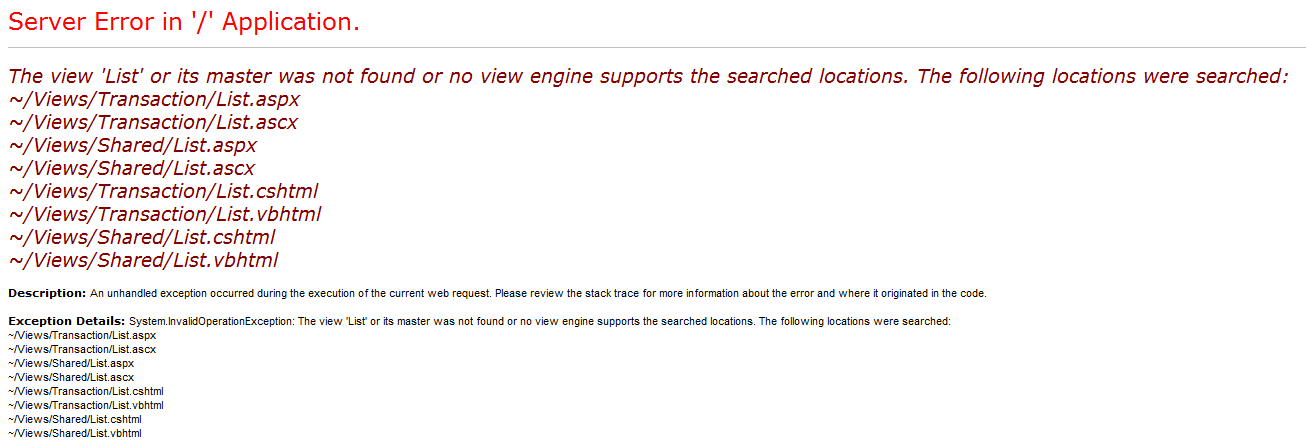 Server Error in '/' Application.
The view 'List' or its master was not found or no view engine supports the searched locations. The following locations were searched:
~/Views/Transaction/List.aspx
~/Views/Transaction/List.ascx
~/Views/Shared/List.aspx
~/Views/Shared/List.ascx
~/Views/Transaction/List.cshtml
~/Views/Transaction/List.vbhtml
~/Views/Shared/List.cshtml
~/Views/Shared/List.vbhtml
Description: An unhandled exception occurred during the execution of the current web request. Please review the stack trace for more information about the error and where it originated in the code.
Exception Details: System.InvalidOperationException: The view 'List' or its master was not found or no view engine supports the searched locations. The following locations were searched:
~/Views/Transaction/List.aspx
~/Views/Transaction/List.ascx
~/Views/Shared/List.aspx
~/Views/Shared/List.ascx
~/Views/Transaction/List.cshtml
~/Views/Transaction/List.vbhtml
~/Views/Shared/List.cshtml
~/Views/Shared/List.vbhtml